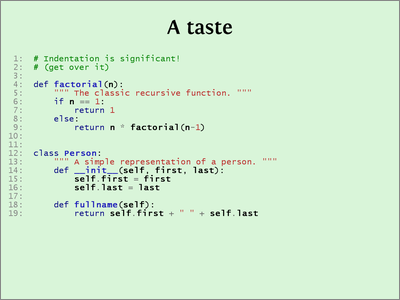 A taste
1: # Indentation is significant!
2: # (get over it)
3:
4: def factorial(n):
5:     """ The classic recursive function. """
6:     if n == 1:
7:         return 1
8:     else:
9:         return n * factorial(n-1)
10:
11:
12: class Person:
13:     """ A simple representation of a person. """
14:     def __init__(self, first, last):
15:         self.first = first
16:         self.last = last
17:
18:     def fullname(self):
19:         return self.first + " " + self.last